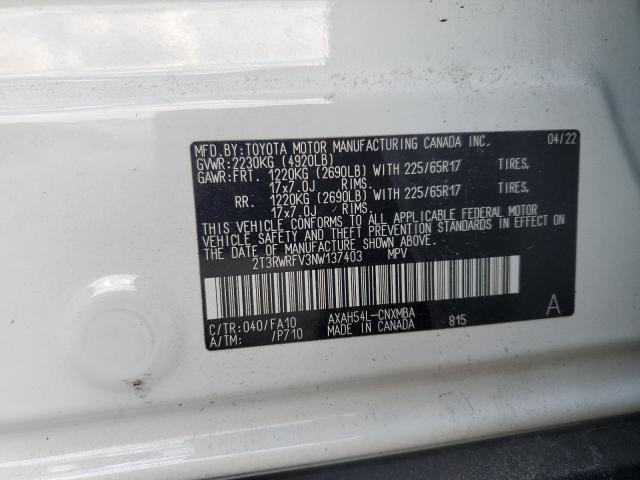 MFD.BY:TOYOTA MOTOR MANUFACTURING CANADA INC. 04/22
GVWR:2230KG (4920LB)
GAWR:FRT. 1220KG (2690LB) WITH 225/65R17 TIRES,
17x7.0J RIMS.
RR. 1220KG (2690LB) WITH 225/65R17 TIRES,
17x7.0J RIMS.
THIS VEHICLE CONFORMS TO ALL APPLICABLE FEDERAL MOTOR
VEHICLE SAFETY AND THEFT PREVENTION STANDARDS IN EFFECT ON
THE DATE OF MANUFACTURE SHOWN ABOVE.
2T3RWRFV3NW137403 MPV
C/TR:040/FA10 AXAH54L-CNXMBA A
A/TM: /P710 MADE IN CANADA 815